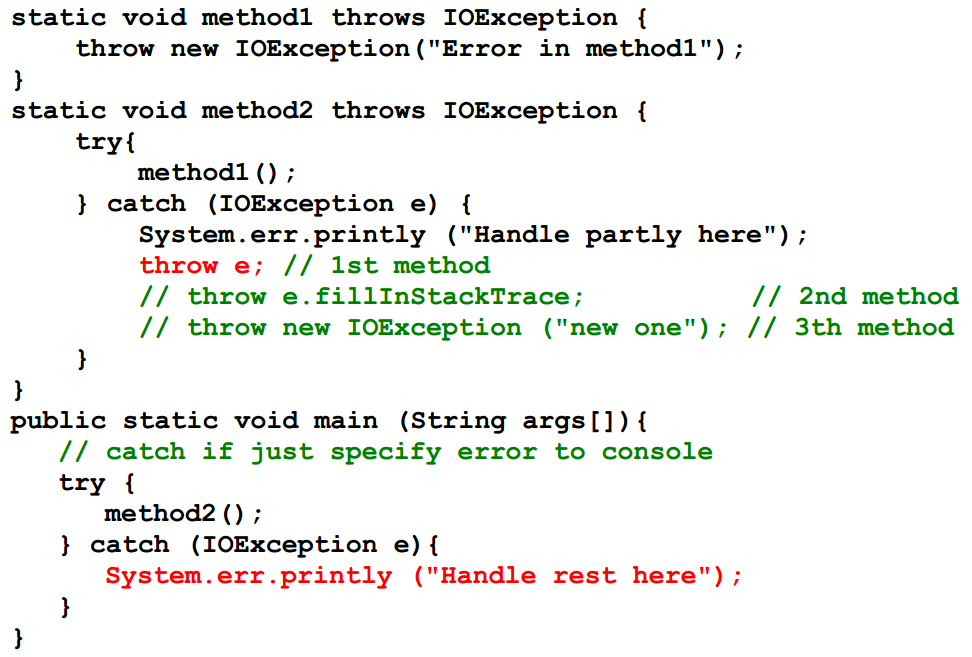 static void method1 throws IOException {
    throw new IOException("Error in method1");
}
static void method2 throws IOException {
    try{
        method1();
    } catch (IOException e) {
        System.err.printly ("Handle partly here");
        throw e; // 1st method
        // throw e.fillInStackTrace;           // 2nd method
        // throw new IOException ("new one"); // 3th method
    }
}
public static void main (String args[]){
   // catch if just specify error to console
   try {
      method2();
   } catch (IOException e){
      System.err.printly ("Handle rest here");
   }
}